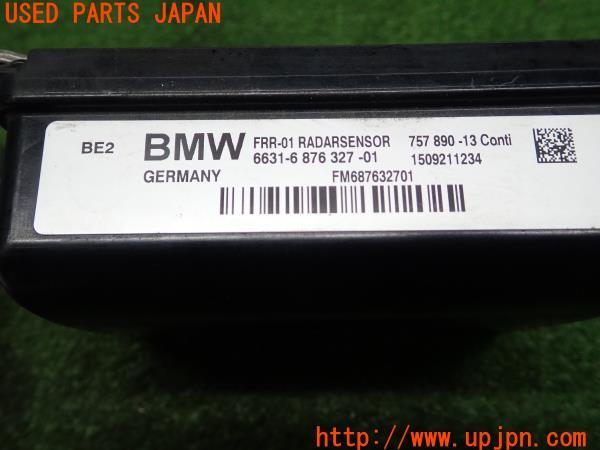 USED PARTS JAPAN
BE2 BMW FRR-01 RADARSENSOR 757 890 -13 Conti
6631-6 876 327 -01 1509211234
GERMANY FM687632701
http://www.upjpn.com